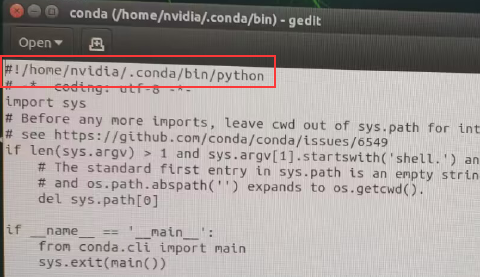 conda (/home/nvidia/.conda/bin) - gedit
Open
#!/home/nvidia/.conda/bin/python
# -*- coding: utf-8 -*-
import sys
# Before any more imports, leave cwd out of sys.path for int
# see https://github.com/conda/conda/issues/6549
if len(sys.argv) > 1 and sys.argv[1].startswith('shell.') an
# The standard first entry in sys.path is an empty strin
# and os.path.abspath('') expands to os.getcwd().
del sys.path[0]
if __name__ == '__main__':
from conda.cli import main
sys.exit(main())